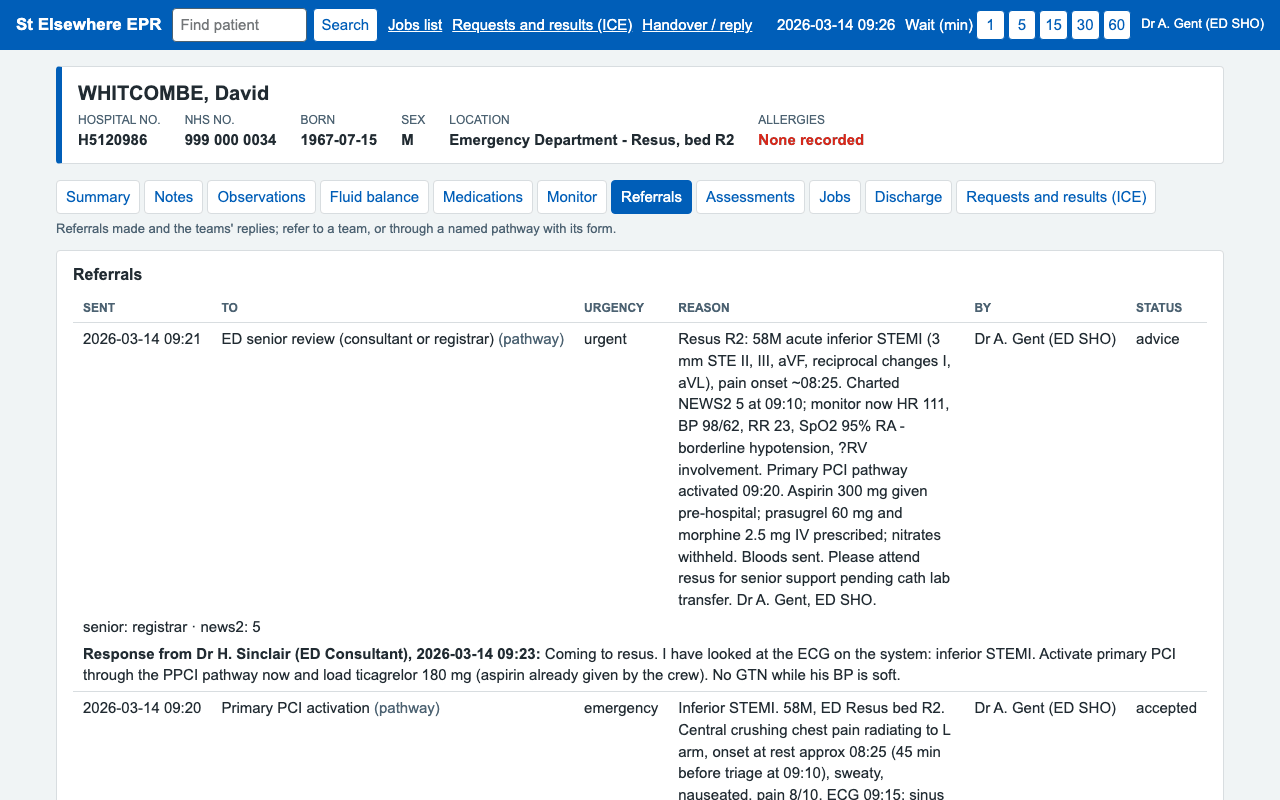 St Elsewhere EPR Find patient Search Jobs list Requests and results (ICE) Handover / reply 2026-03-14 09:26 Wait (min) 1 5 15 30 60 Dr A. Gent (ED SHO)
WHITCOMBE, David
HOSPITAL NO. NHS NO. BORN SEX LOCATION ALLERGIES
H5120986 999 000 0034 1967-07-15 M Emergency Department - Resus, bed R2 None recorded
Summary Notes Observations Fluid balance Medications Monitor Referrals Assessments Jobs Discharge Requests and results (ICE)
Referrals made and the teams' replies; refer to a team, or through a named pathway with its form.
Referrals
SENT TO URGENCY REASON BY STATUS
2026-03-14 09:21 ED senior review (consultant or registrar) (pathway) urgent Resus R2: 58M acute inferior STEMI (3 Dr A. Gent (ED SHO) advice
mm STE II, III, aVF, reciprocal changes I,
aVL), pain onset ~08:25. Charted
NEWS2 5 at 09:10; monitor now HR 111,
BP 98/62, RR 23, SpO2 95% RA -
borderline hypotension, ?RV
involvement. Primary PCI pathway
activated 09:20. Aspirin 300 mg given
pre-hospital; prasugrel 60 mg and
morphine 2.5 mg IV prescribed; nitrates
withheld. Bloods sent. Please attend
resus for senior support pending cath lab
transfer. Dr A. Gent, ED SHO.
senior: registrar · news2: 5
Response from Dr H. Sinclair (ED Consultant), 2026-03-14 09:23: Coming to resus. I have looked at the ECG on the system: inferior STEMI. Activate primary PCI
through the PPCI pathway now and load ticagrelor 180 mg (aspirin already given by the crew). No GTN while his BP is soft.
2026-03-14 09:20 Primary PCI activation (pathway) emergency Inferior STEMI. 58M, ED Resus bed R2. Dr A. Gent (ED SHO) accepted
Central crushing chest pain radiating to L
arm, onset at rest approx 08:25 (45 min
before triage at 09:10), sweaty,
nauseated, pain 8/10. ECG 09:15: sinus